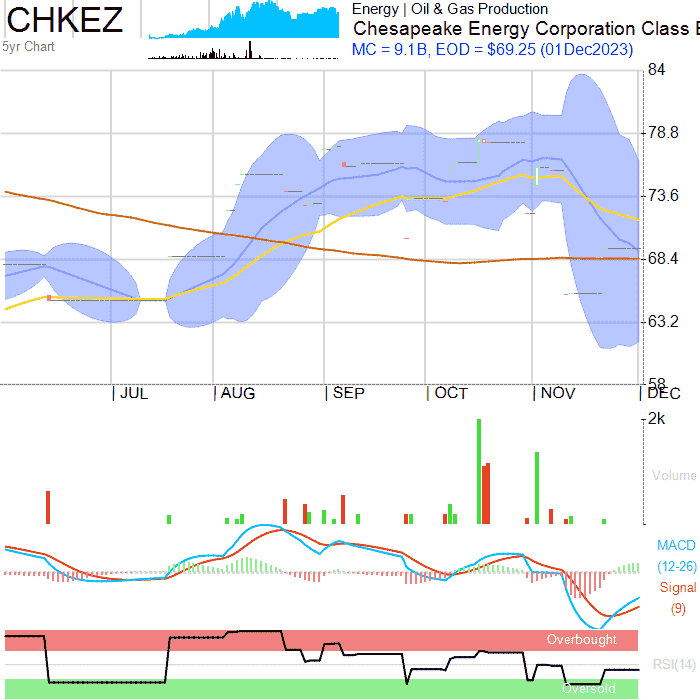 CHKEZ
5yr Chart
Energy | Oil & Gas Production
Chesapeake Energy Corporation Class B
MC = 9.1B, EOD = $69.25 (01Dec2023)
84
78.8
73.6
68.4
63.2
58
JUL AUG SEP OCT NOV DEC
2k
Volume
MACD
(12-26)
Signal
(9)
Overbought
RSI(14)
Oversold